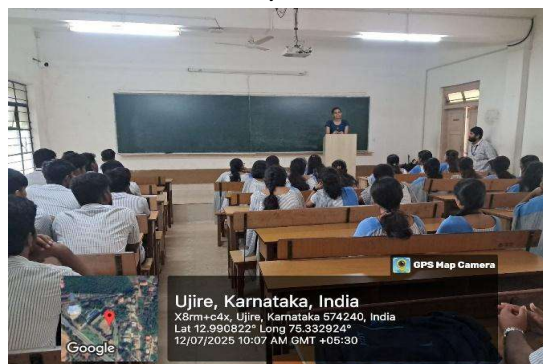 GPS Map Camera
Ujire, Karnataka, India
X8rm+c4x, Ujire, Karnataka 574240, India
Lat 12.990822° Long 75.332924°
12/07/2025 10:07 AM GMT +05:30
Google